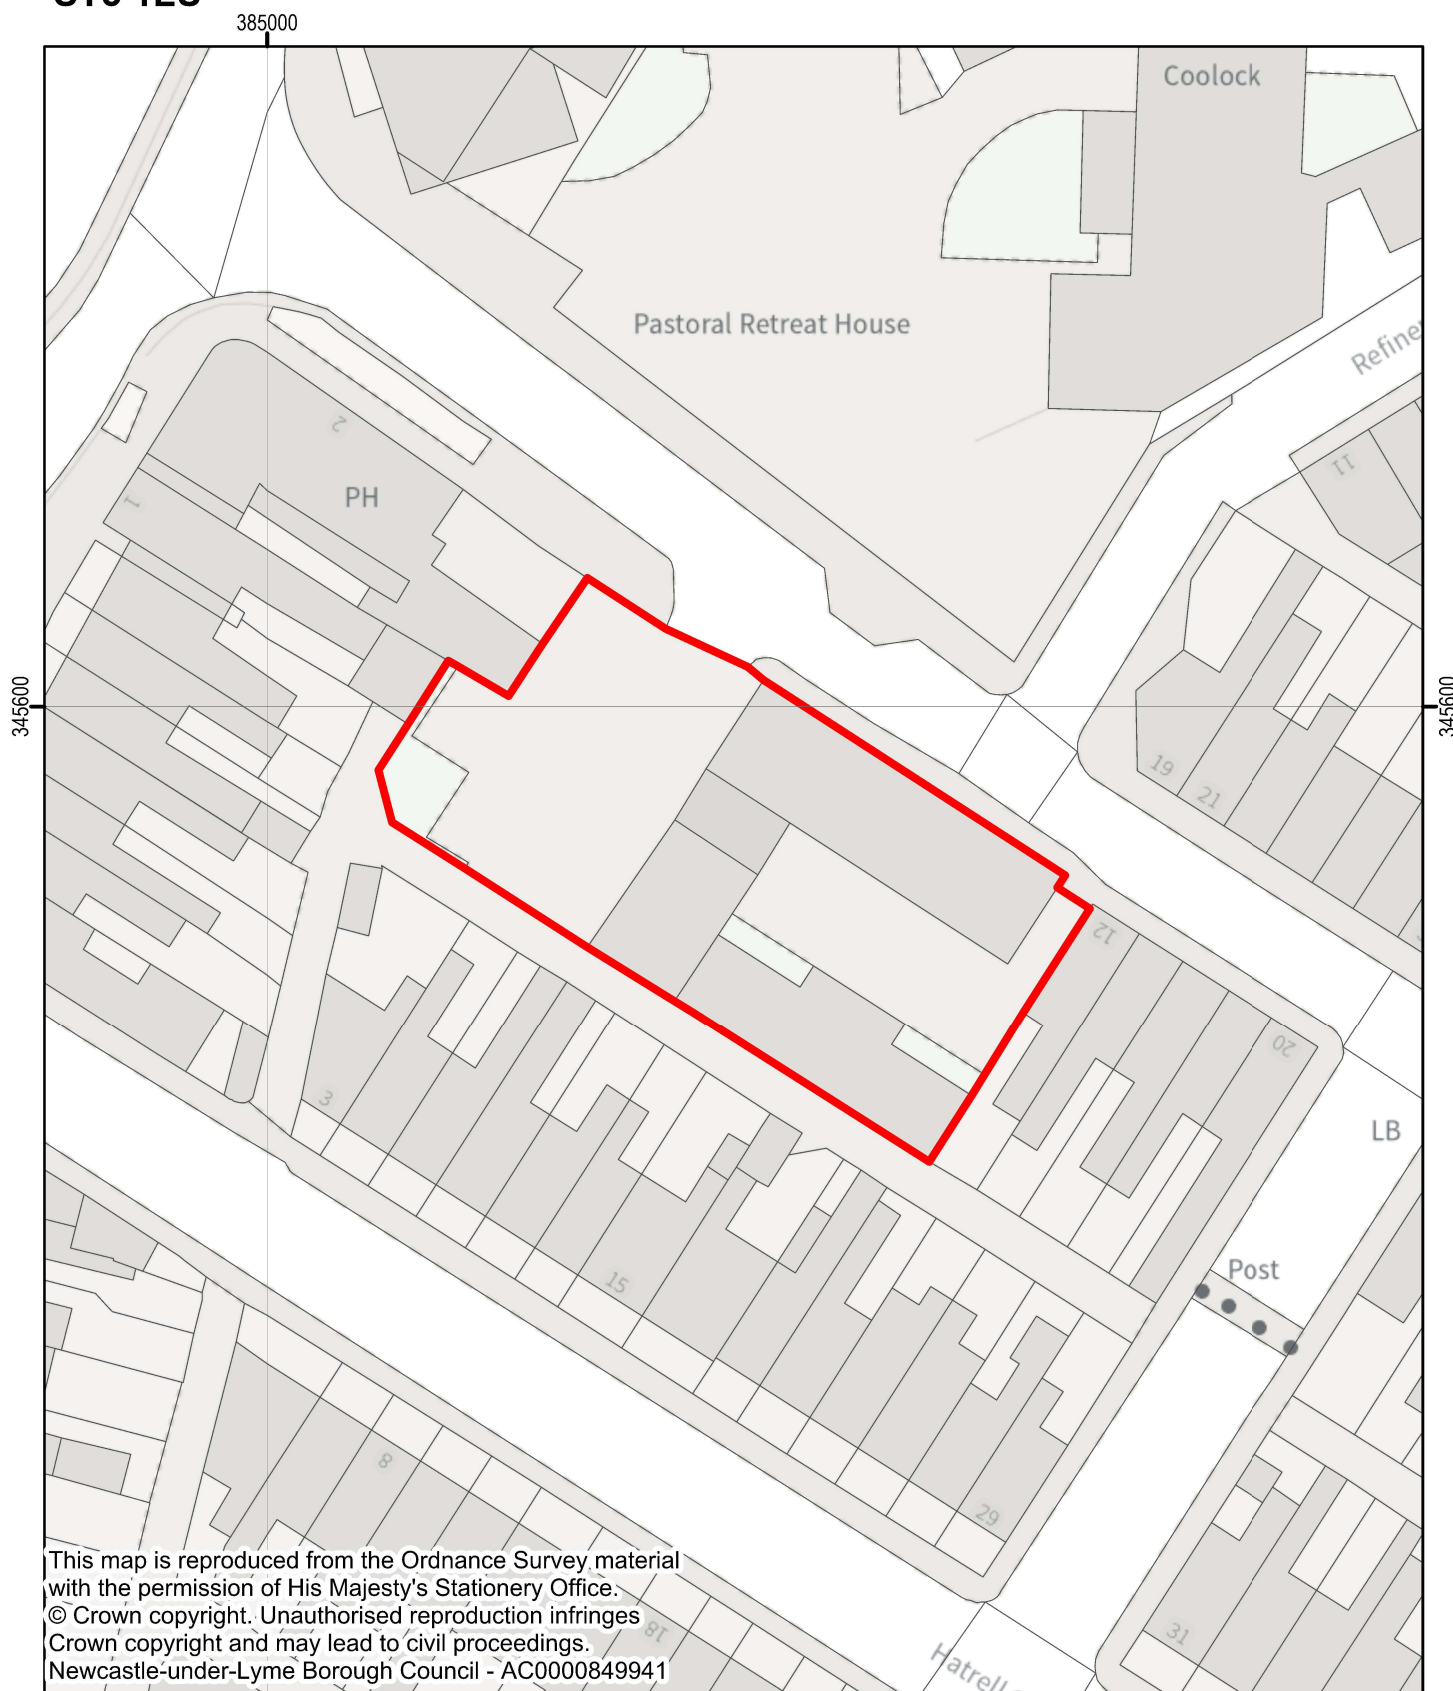 385000
Coolock
Pastoral Retreat House
2
PH
1
11
345600
345600
19
21
12
20
3
LB
15
Post
8
29
18
31
This map is reproduced from the Ordnance Survey material
with the permission of His Majesty's Stationery Office.
© Crown copyright. Unauthorised reproduction infringes
Crown copyright and may lead to civil proceedings.
Newcastle-under-Lyme Borough Council - AC0000849941